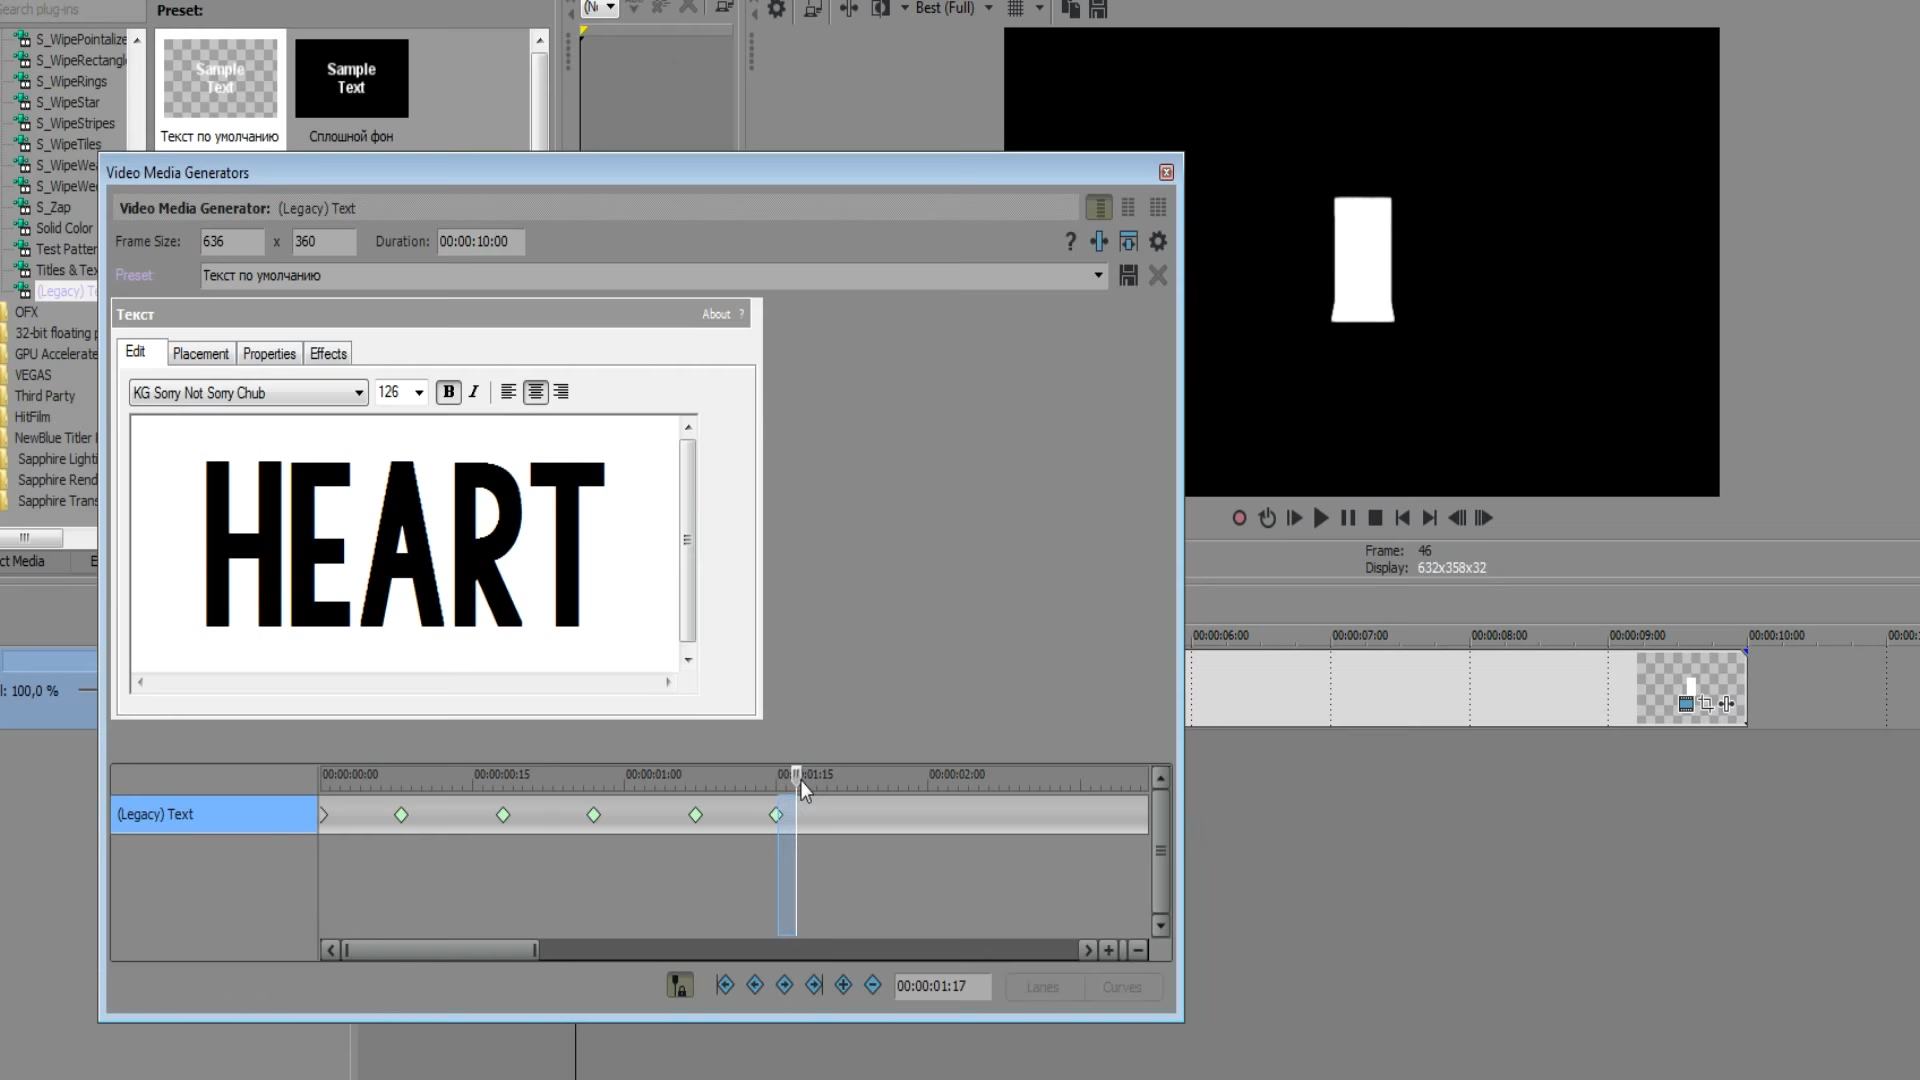 Search plug-ins
Preset:
(N
Best (Full)
S_WipePointalize
S_WipeRectangl
S_WipeRings
S_WipeStar
S_WipeStripes
S_WipeTiles
S_WipeWea
S_WipeWe
S_Zap
Solid Color
Test Patter
Titles & Tex
(Legacy) Te
OFX
32-bit floating p
GPU Accelerate
VEGAS
Third Party
HitFilm
NewBlue Titler
Sapphire Lighti
Sapphire Rend
Sapphire Trans
ct Media
E
Sample
Text
Текст по умолчанию
Sample
Text
Сплошной фон
Video Media Generators
Video Media Generator: (Legacy) Text
Frame Size: 636 x 360 Duration: 00:00:10:00
?
Preset: Текст по умолчанию
Текст About ?
Edit Placement Properties Effects
KG Sorry Not Sorry Chub 126 B I
HEART
00:00:00:00 00:00:00:15 00:00:01:00 00:00:01:15 00:00:02:00
(Legacy) Text
00:00:01:17 Lanes Curves
Frame: 46
Display: 632x358x32
00:00:06:00 00:00:07:00 00:00:08:00 00:00:09:00 00:00:10:00 00:00:
l: 100,0 %